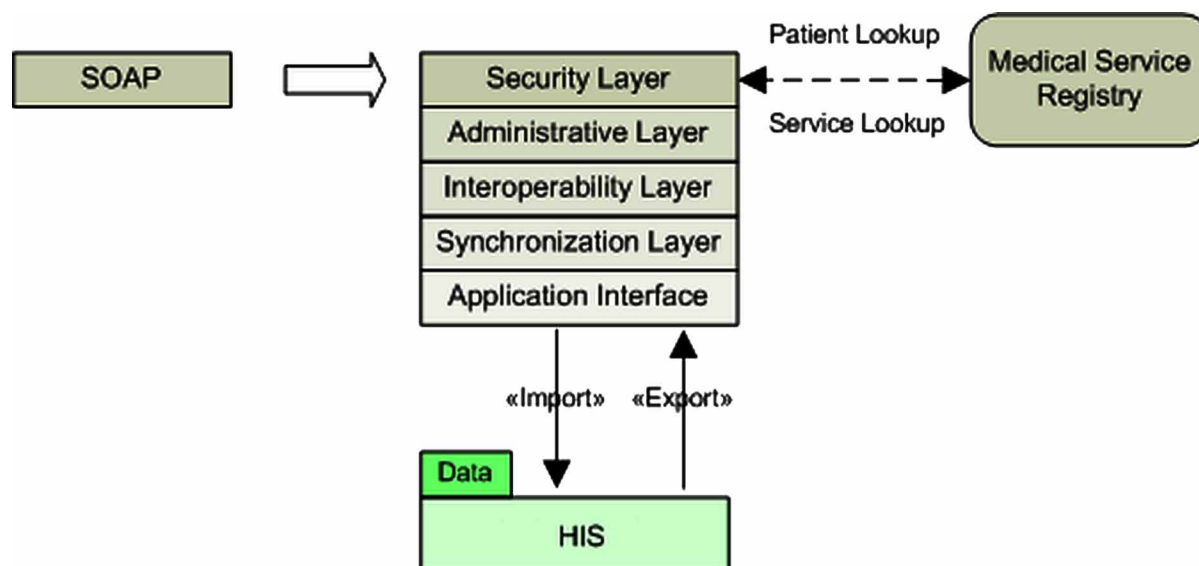 SOAP
Security Layer
Administrative Layer
Interoperability Layer
Synchronization Layer
Application Interface
Patient Lookup
Service Lookup
Medical Service
Registry
«Import»
«Export»
Data
HIS